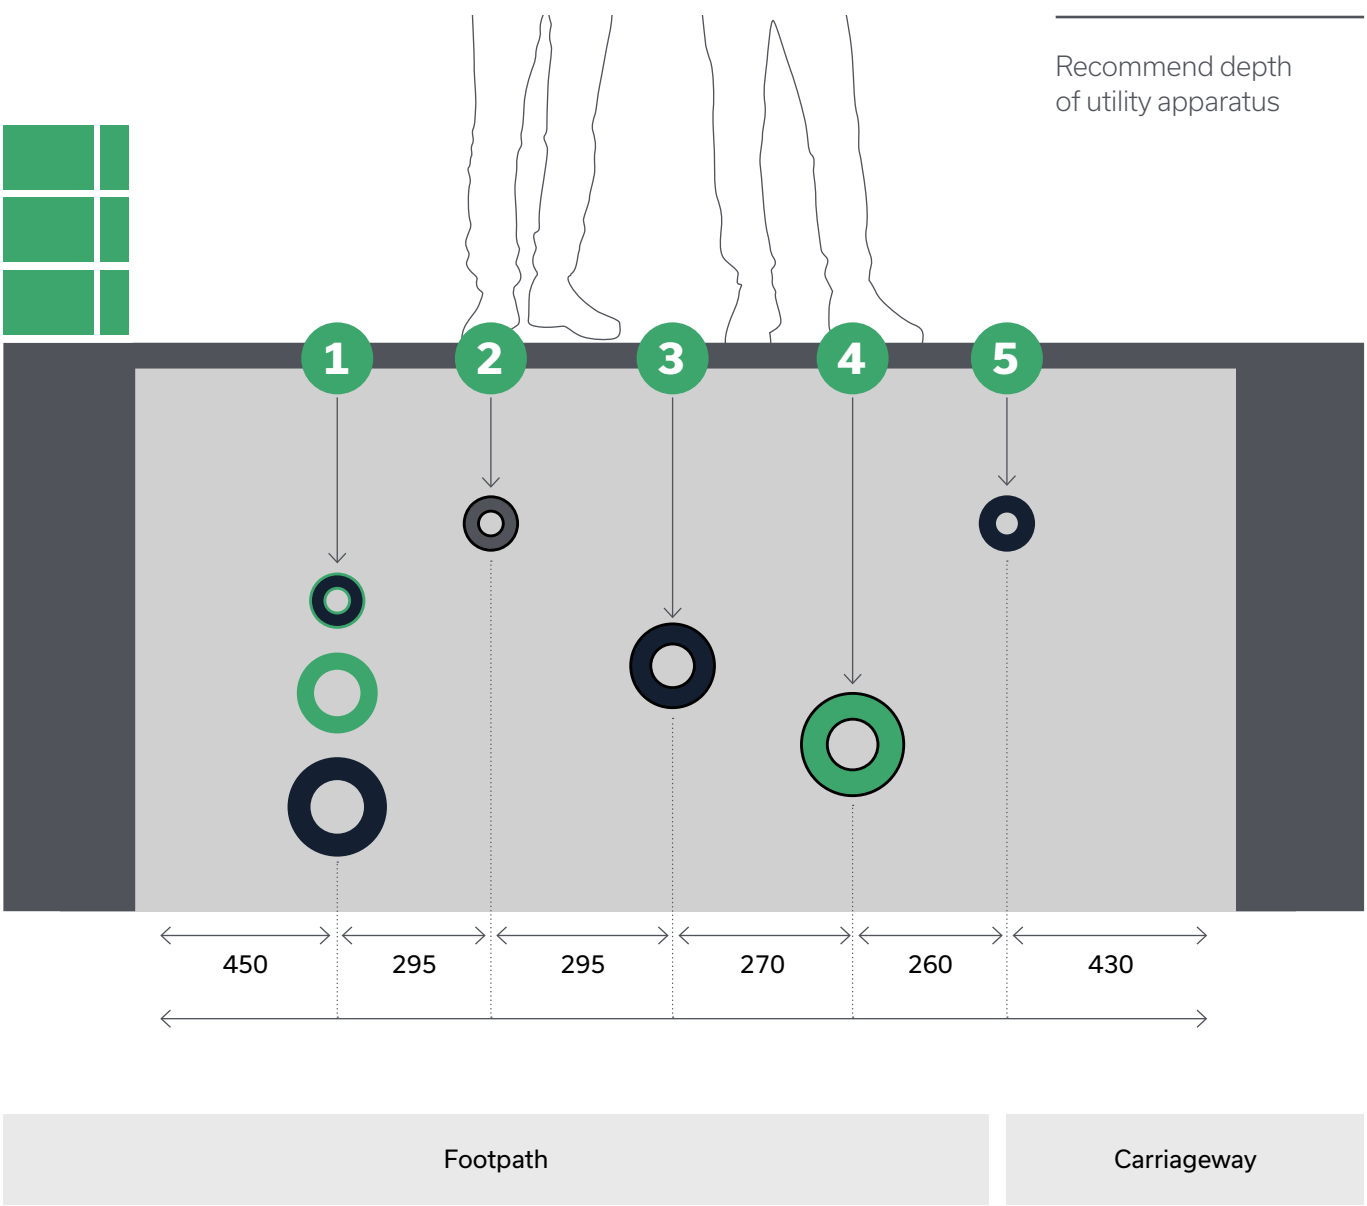 Recommend depth
of utility apparatus
1 2 3 4 5
450 295 295 270 260 430
Footpath Carriageway